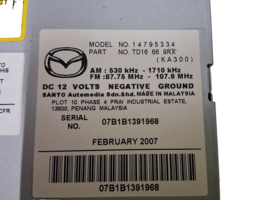 MODEL NO. 14795334
PART NO. TD16 66 9RX
(KA300)
AM : 530 kHz - 1710 kHz
FM : 87.75 MHz - 107.9 MHz
DC 12 VOLTS NEGATIVE GROUND
SANYO Automedia Sdn.Bhd. MADE IN MALAYSIA
PLOT 10 PHASE 4 PRAI INDUSTRIAL ESTATE,
13600, PENANG MALAYSIA
SERIAL NO.
07B1B1391968
FEBRUARY 2007
07B1B1391968
CFR